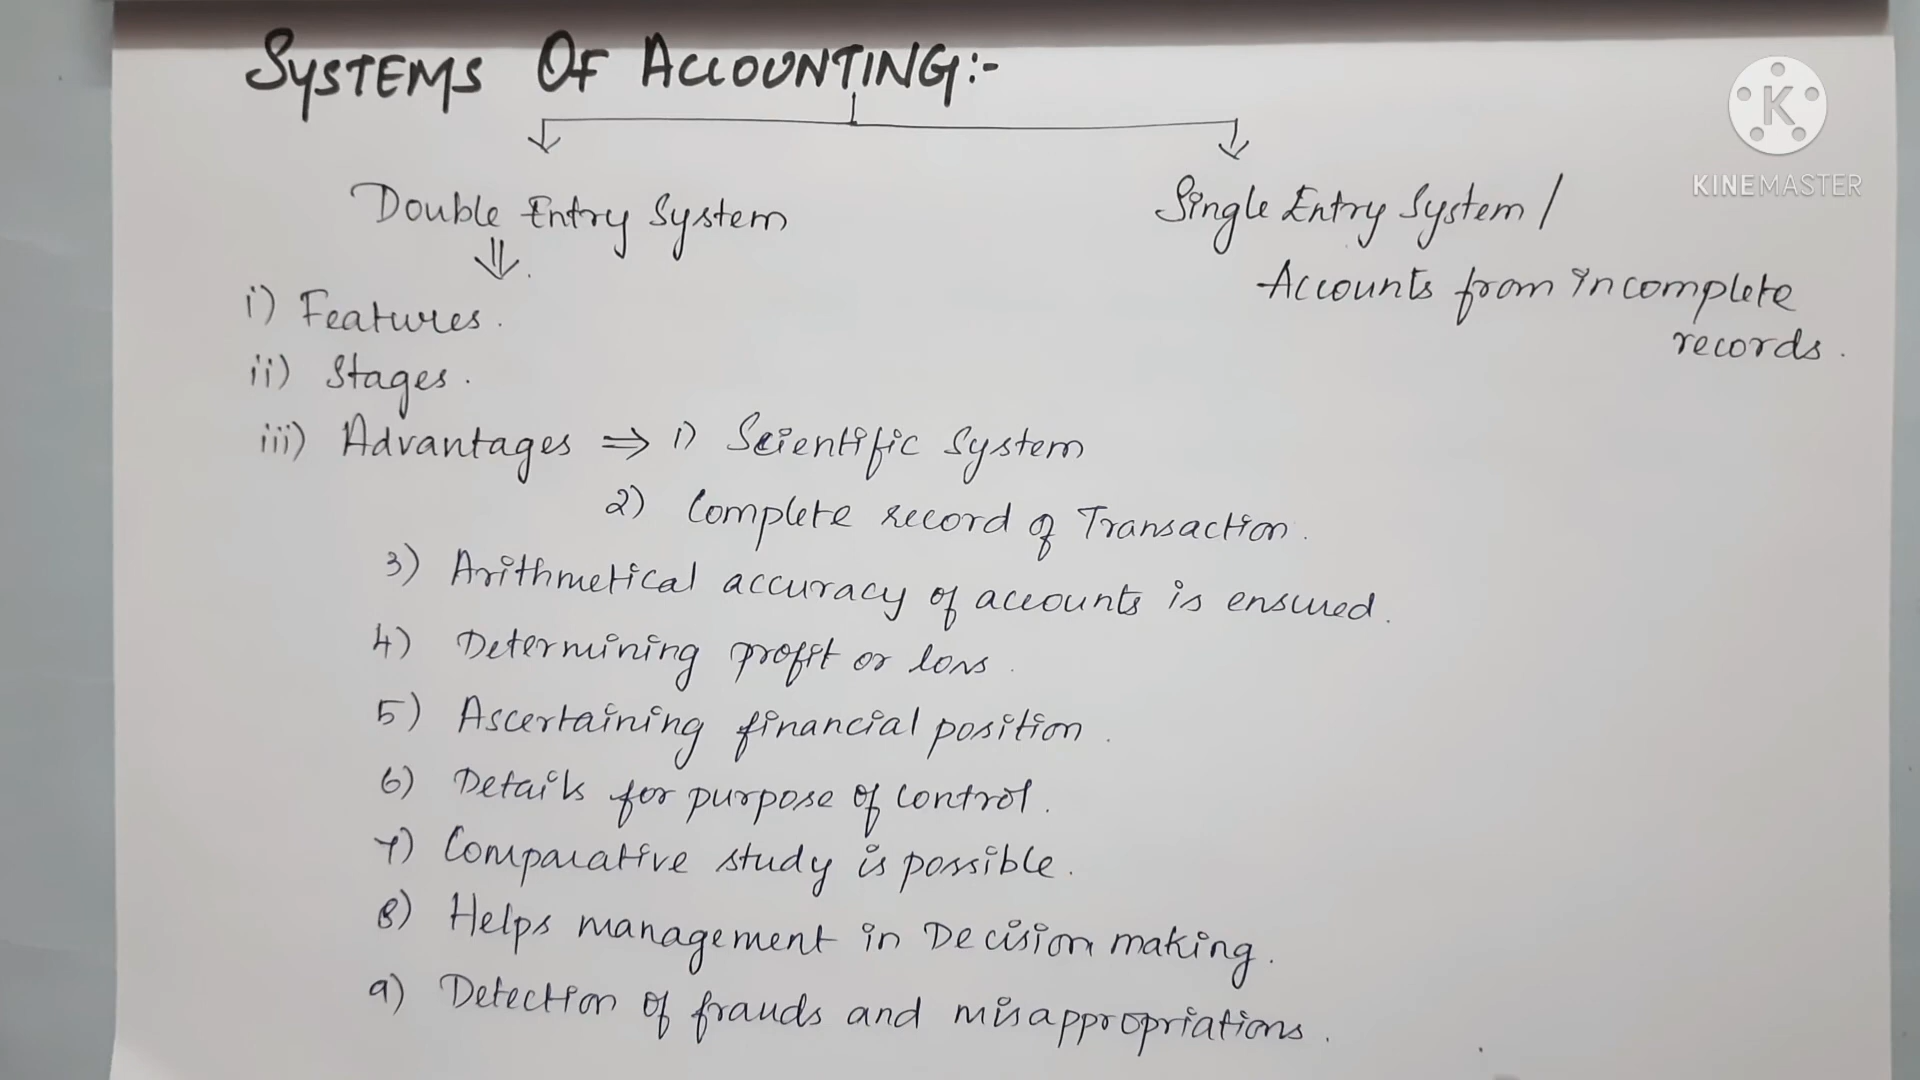 SYSTEMS OF ACCOUNTING:-
K
KINEMASTER
Double Entry System
Single Entry System /
Accounts from incomplete
records.
i) Features.
ii) Stages.
iii) Advantages ⇒ 1) Scientific System
2) Complete record of Transaction.
3) Arithmetical accuracy of accounts is ensured.
4) Determining profit or loss.
5) Ascertaining financial position.
6) Details for purpose of control.
7) Comparative study is possible.
8) Helps management in Decision making.
9) Detection of frauds and misappropriations.